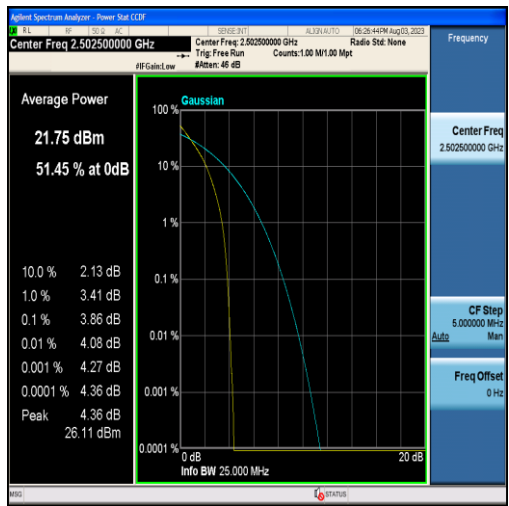 Agilent Spectrum Analyzer - Power Stat CCDF
RL RF 50 Ω AC SENSE:INT ALIGN AUTO 06:26:44 PM Aug 03, 2023
Center Freq 2.502500000 GHz
Center Freq: 2.502500000 GHz Radio Std: None
Trig: Free Run Counts:1.00 M/1.00 Mpt
#IFGain:Low #Atten: 46 dB
Frequency
Average Power
21.75 dBm
51.45 % at 0dB
10.0 % 2.13 dB
1.0 % 3.41 dB
0.1 % 3.86 dB
0.01 % 4.08 dB
0.001 % 4.27 dB
0.0001 % 4.36 dB
Peak 4.36 dB
26.11 dBm
Gaussian
100 %
10 %
1 %
0.1 %
0.01 %
0.001 %
0.0001 %
0 dB 20 dB
Info BW 25.000 MHz
Center Freq
2.502500000 GHz
CF Step
5.000000 MHz
Auto Man
Freq Offset
0 Hz
MSG STATUS